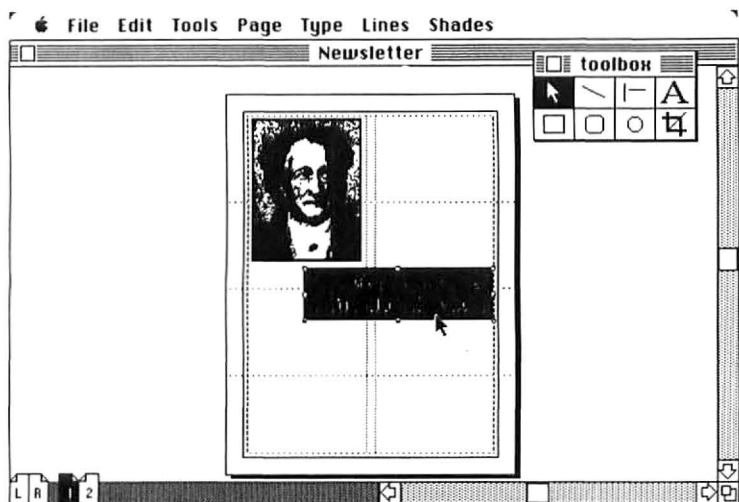 File Edit Tools Page Type Lines Shades
Newsletter
toolbox
A
L R 1 2